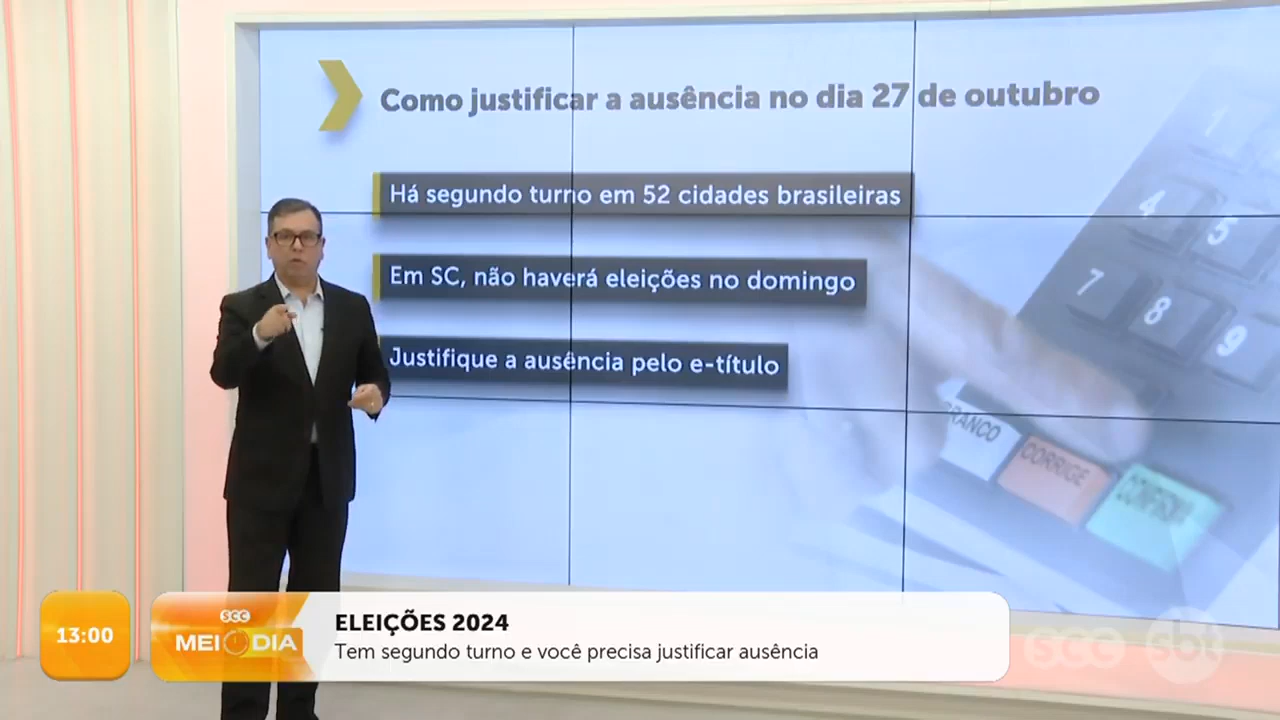 Como justificar a ausência no dia 27 de outubro
Há segundo turno em 52 cidades brasileiras
Em SC, não haverá eleições no domingo
Justifique a ausência pelo e-título
1
4
5
7
8
9
BRANCO
CORRIGE
CONFIRMA
13:00
scc
MEIODIA
ELEIÇÕES 2024
Tem segundo turno e você precisa justificar ausência
scc sbt